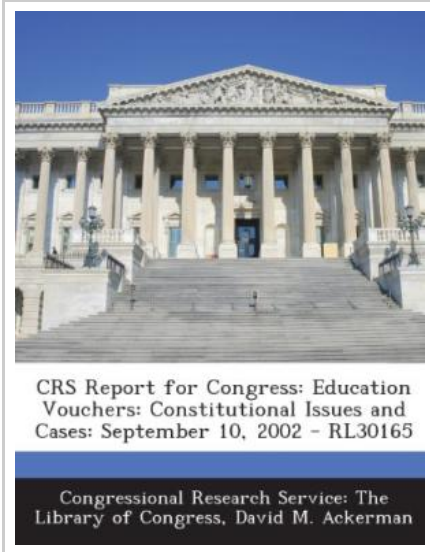 CRS Report for Congress: Education
Vouchers: Constitutional Issues and
Cases: September 10, 2002 - RL30165
Congressional Research Service: The
Library of Congress, David M. Ackerman